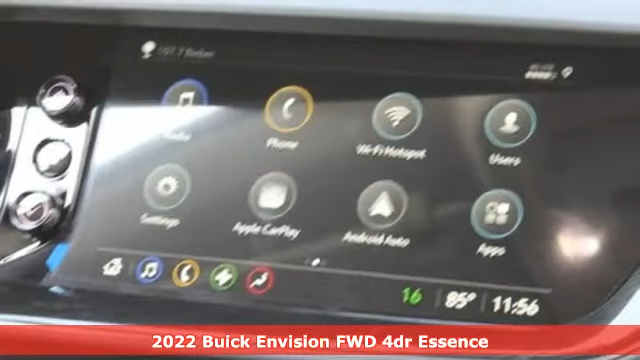 Audio
Phone
Wi-Fi Hotspot
Users
Settings
Apple CarPlay
Android Auto
Apps
16 85° 11:56
2022 Buick Envision FWD 4dr Essence